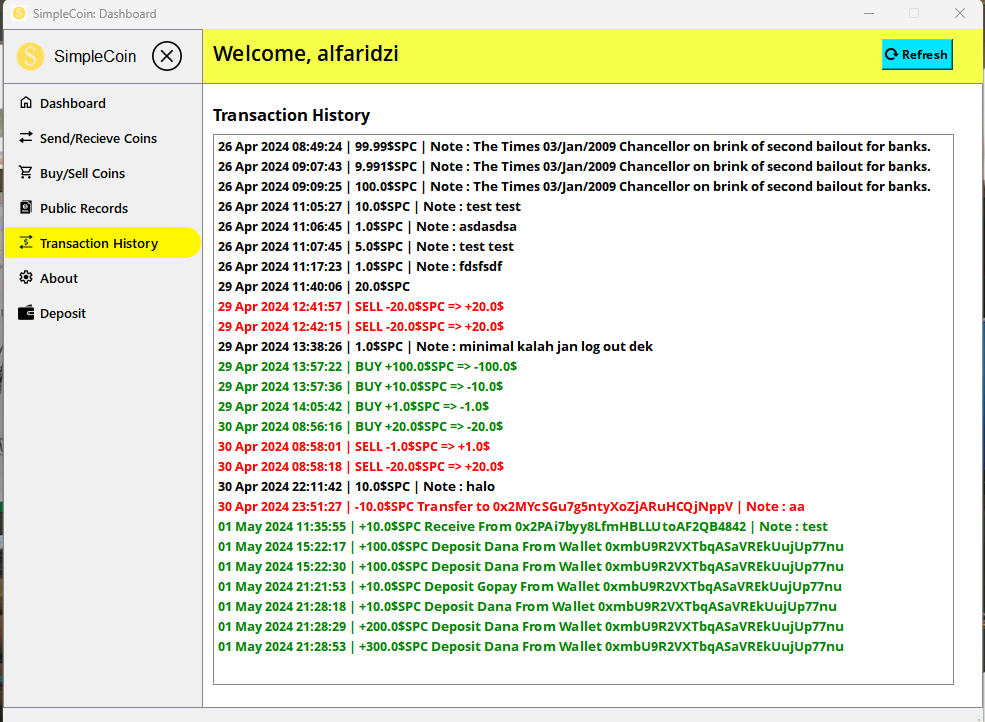 SimpleCoin: Dashboard
SimpleCoin
Welcome, alfaridzi
Refresh
Dashboard
Send/Recieve Coins
Buy/Sell Coins
Public Records
Transaction History
About
Deposit
Transaction History
26 Apr 2024 08:49:24 | 99.99$SPC | Note : The Times 03/Jan/2009 Chancellor on brink of second bailout for banks.
26 Apr 2024 09:07:43 | 9.991$SPC | Note : The Times 03/Jan/2009 Chancellor on brink of second bailout for banks.
26 Apr 2024 09:09:25 | 100.0$SPC | Note : The Times 03/Jan/2009 Chancellor on brink of second bailout for banks.
26 Apr 2024 11:05:27 | 10.0$SPC | Note : test test
26 Apr 2024 11:06:45 | 1.0$SPC | Note : asdasdsa
26 Apr 2024 11:07:45 | 5.0$SPC | Note : test test
26 Apr 2024 11:17:23 | 1.0$SPC | Note : fdsfsdf
29 Apr 2024 11:40:06 | 20.0$SPC
29 Apr 2024 12:41:57 | SELL -20.0$SPC => +20.0$
29 Apr 2024 12:42:15 | SELL -20.0$SPC => +20.0$
29 Apr 2024 13:38:26 | 1.0$SPC | Note : minimal kalah jan log out dek
29 Apr 2024 13:57:22 | BUY +100.0$SPC => -100.0$
29 Apr 2024 13:57:36 | BUY +10.0$SPC => -10.0$
29 Apr 2024 14:05:42 | BUY +1.0$SPC => -1.0$
30 Apr 2024 08:56:16 | BUY +20.0$SPC => -20.0$
30 Apr 2024 08:58:01 | SELL -1.0$SPC => +1.0$
30 Apr 2024 08:58:18 | SELL -20.0$SPC => +20.0$
30 Apr 2024 22:11:42 | 10.0$SPC | Note : halo
30 Apr 2024 23:51:27 | -10.0$SPC Transfer to 0x2MYcSGu7g5ntyXoZjARuHCQjNppV | Note : aa
01 May 2024 11:35:55 | +10.0$SPC Receive From 0x2PAi7byy8LfmHBLLUtoAF2QB4842 | Note : test
01 May 2024 15:22:17 | +100.0$SPC Deposit Dana From Wallet 0xmbU9R2VXTbqASaVREkUujUp77nu
01 May 2024 15:22:30 | +100.0$SPC Deposit Dana From Wallet 0xmbU9R2VXTbqASaVREkUujUp77nu
01 May 2024 21:21:53 | +10.0$SPC Deposit Gopay From Wallet 0xmbU9R2VXTbqASaVREkUujUp77nu
01 May 2024 21:28:18 | +10.0$SPC Deposit Dana From Wallet 0xmbU9R2VXTbqASaVREkUujUp77nu
01 May 2024 21:28:29 | +200.0$SPC Deposit Dana From Wallet 0xmbU9R2VXTbqASaVREkUujUp77nu
01 May 2024 21:28:53 | +300.0$SPC Deposit Dana From Wallet 0xmbU9R2VXTbqASaVREkUujUp77nu